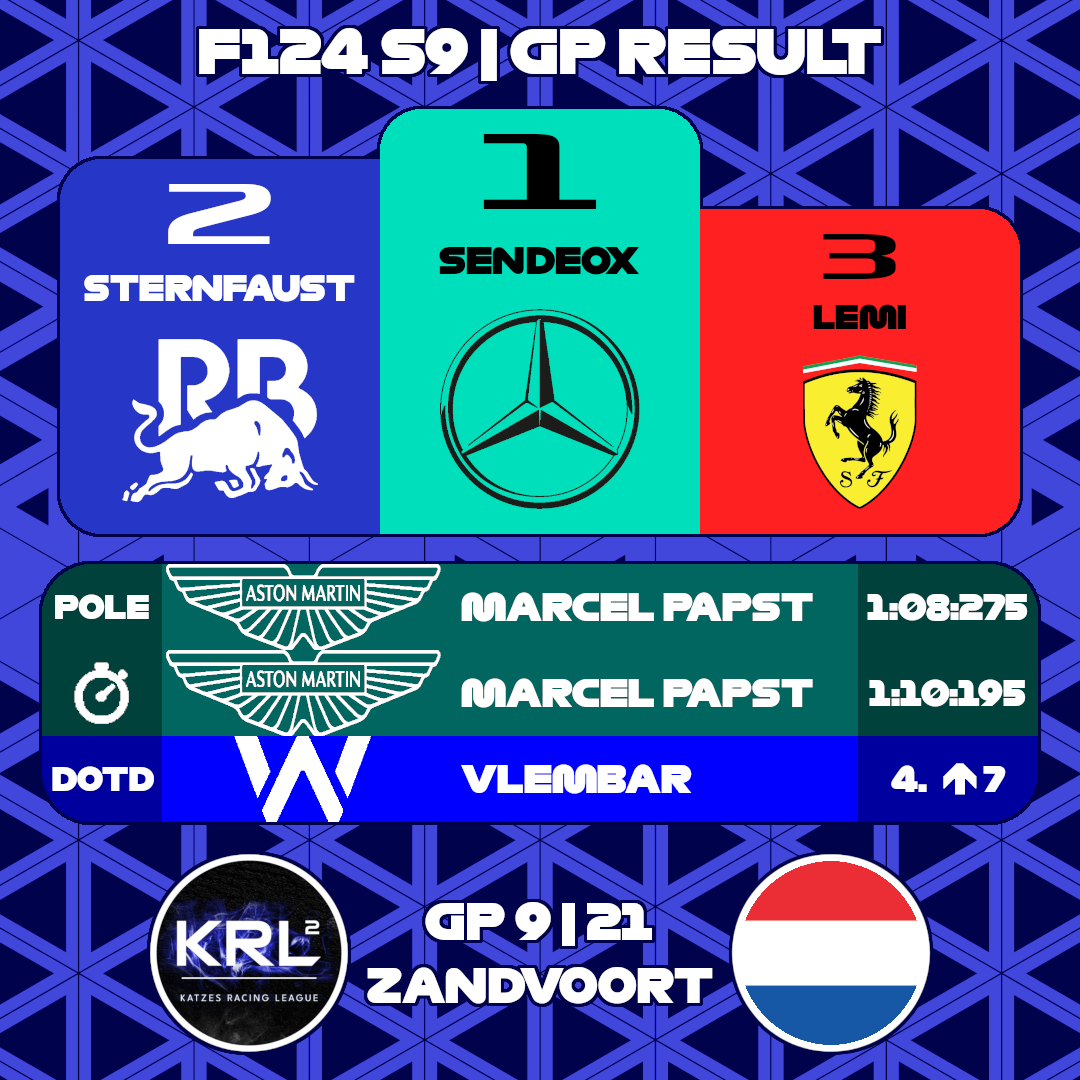 F124 S9 | GP RESULT
1
SENDEOX
2
STERNFAUST
RB
3
LEMI
S F
POLE ASTON MARTIN MARCEL PAPST 1:08:275
ASTON MARTIN MARCEL PAPST 1:10:195
DOTD W VLEMBAR 4. ↑7
KRL²
KATZES RACING LEAGUE
GP 9 | 21
ZANDVOORT